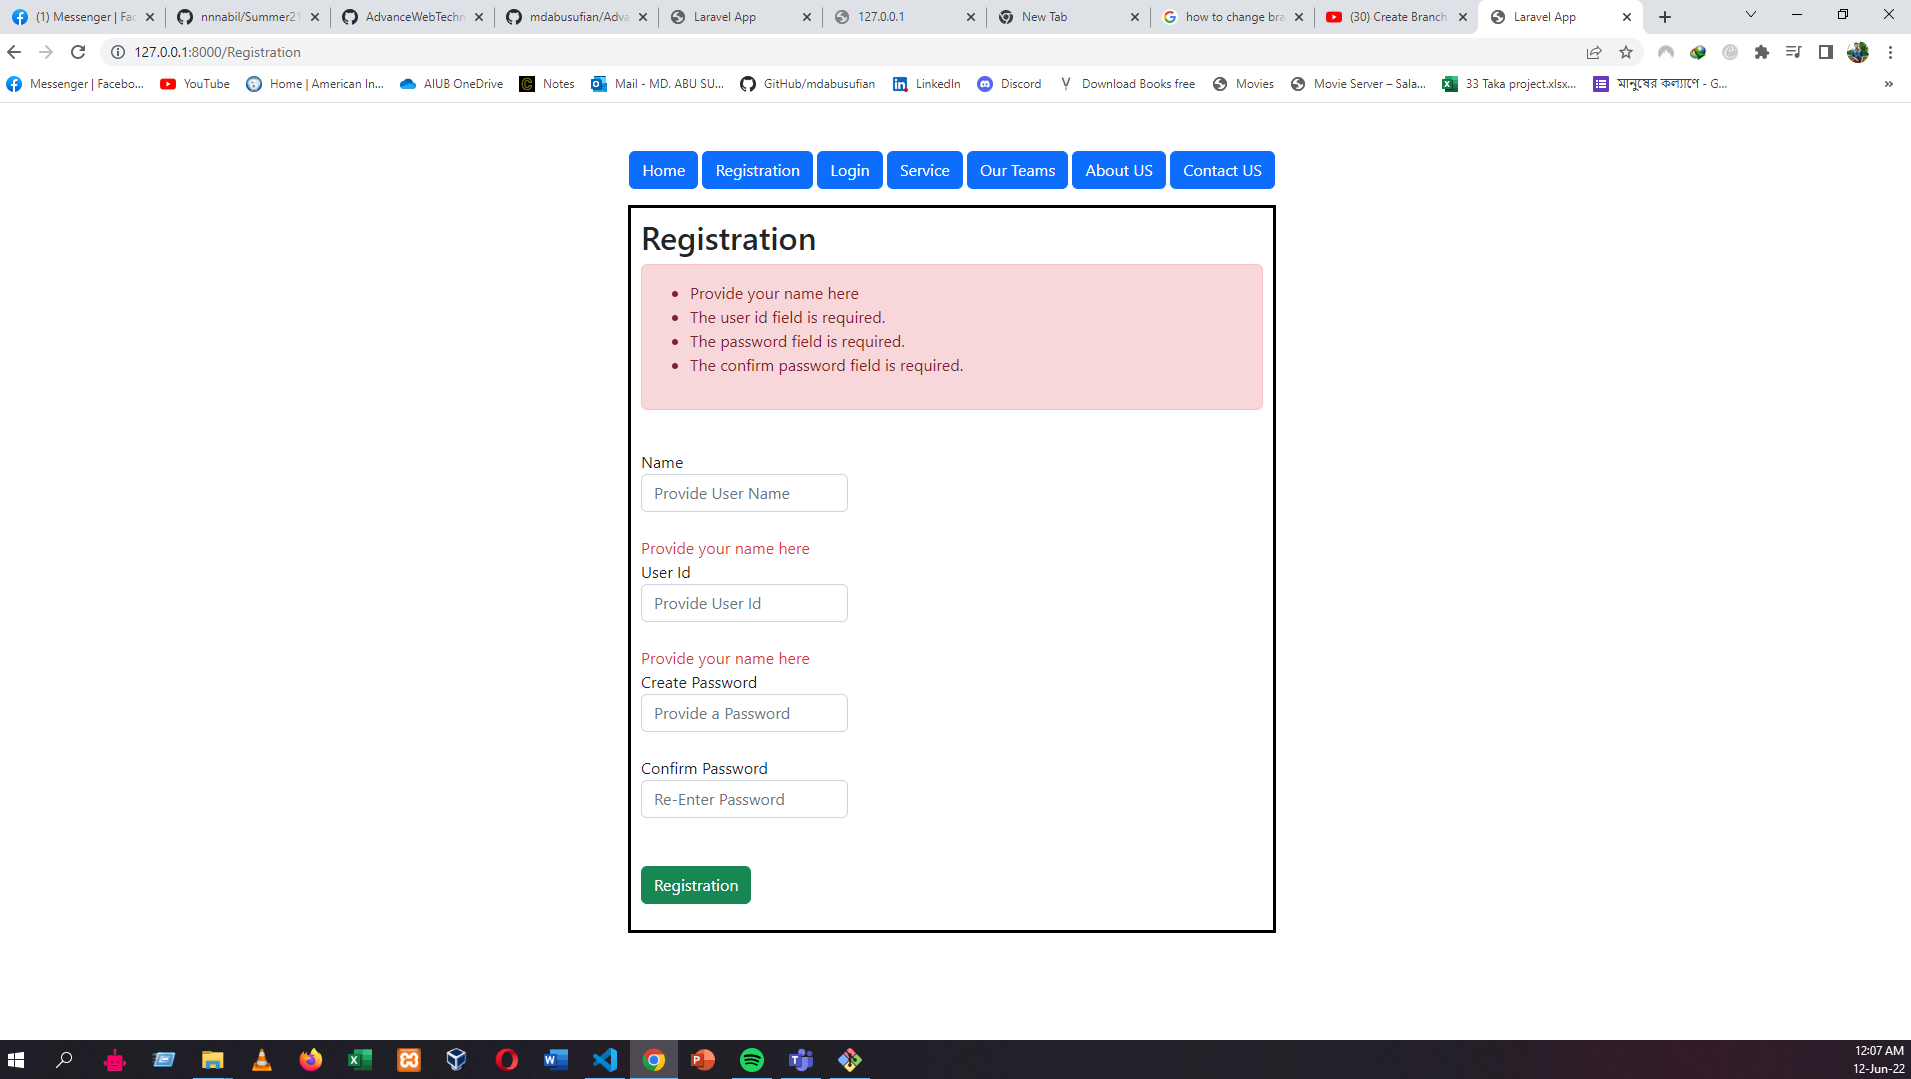 (1) Messenger | Fac
nnnabil/Summer21
AdvanceWebTechn
mdabusufian/Adva
Laravel App
127.0.0.1
New Tab
how to change bra
(30) Create Branch
Laravel App
127.0.0.1:8000/Registration
Messenger | Facebo...
YouTube
Home | American In...
AIUB OneDrive
Notes
Mail - MD. ABU SU...
GitHub/mdabusufian
LinkedIn
Discord
Download Books free
Movies
Movie Server – Sala...
33 Taka project.xlsx...
মানুষের কল্যাণে - G...
Home
Registration
Login
Service
Our Teams
About US
Contact US
Registration
Provide your name here
The user id field is required.
The password field is required.
The confirm password field is required.
Name
Provide User Name
Provide your name here
User Id
Provide User Id
Provide your name here
Create Password
Provide a Password
Confirm Password
Re-Enter Password
Registration
12:07 AM
12-Jun-22